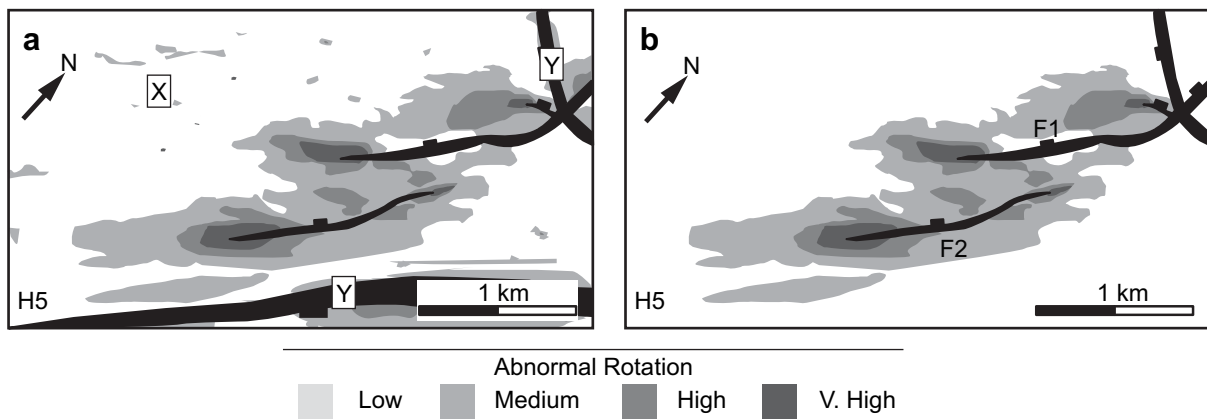 a
N
X
Y
Y
H5
1 km
b
N
F1
F2
H5
1 km
Abnormal Rotation
Low Medium High V. High